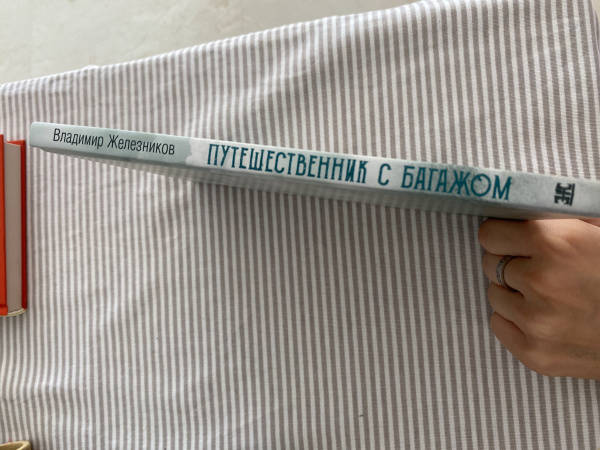 Владимир Железников
ПУТЕШЕСТВЕННИК С БАГАЖОМ